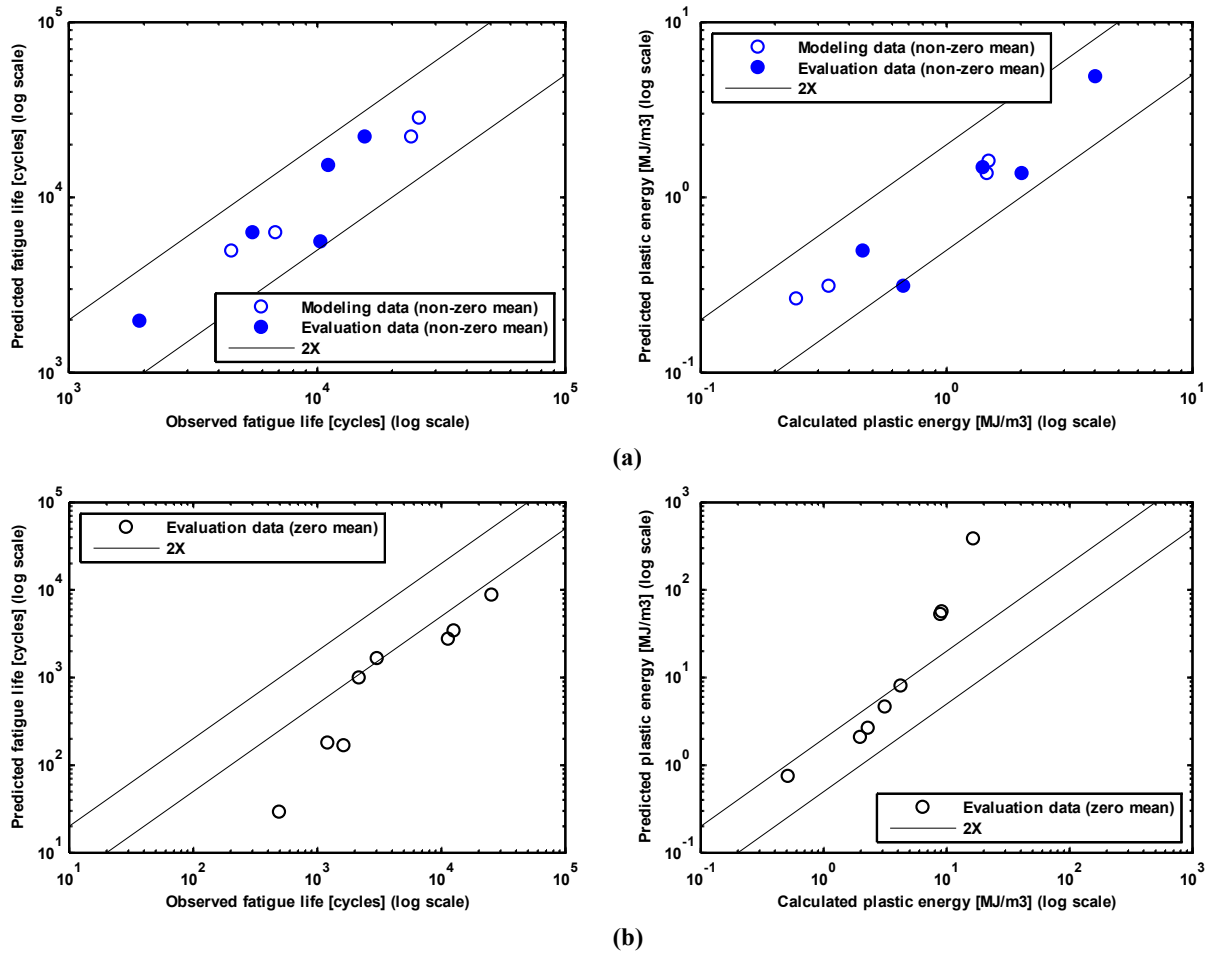 Predicted fatigue life [cycles] (log scale)
10^5
10^4
10^3
Modeling data (non-zero mean)
Evaluation data (non-zero mean)
2X
10^3 10^4 10^5
Observed fatigue life [cycles] (log scale)
Predicted plastic energy [MJ/m3] (log scale)
10^1
10^0
10^-1
Modeling data (non-zero mean)
Evaluation data (non-zero mean)
2X
10^-1 10^0 10^1
Calculated plastic energy [MJ/m3] (log scale)
(a)
Predicted fatigue life [cycles] (log scale)
10^5
10^4
10^3
10^2
10^1
Evaluation data (zero mean)
2X
10^1 10^2 10^3 10^4 10^5
Observed fatigue life [cycles] (log scale)
Predicted plastic energy [MJ/m3] (log scale)
10^3
10^2
10^1
10^0
10^-1
Evaluation data (zero mean)
2X
10^-1 10^0 10^1 10^2 10^3
Calculated plastic energy [MJ/m3] (log scale)
(b)